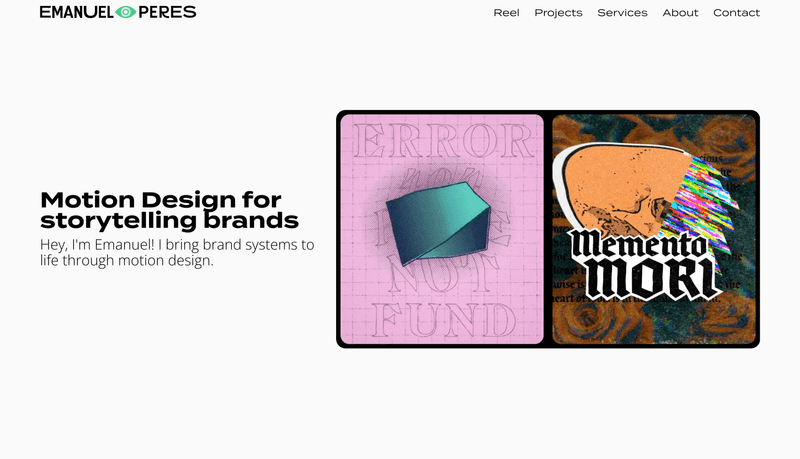 EMANUEL PERES
Reel Projects Services About Contact
Motion Design for
storytelling brands
Hey, I'm Emanuel! I bring brand systems to
life through motion design.
ERROR
NOT
FUND
Memento
MORI